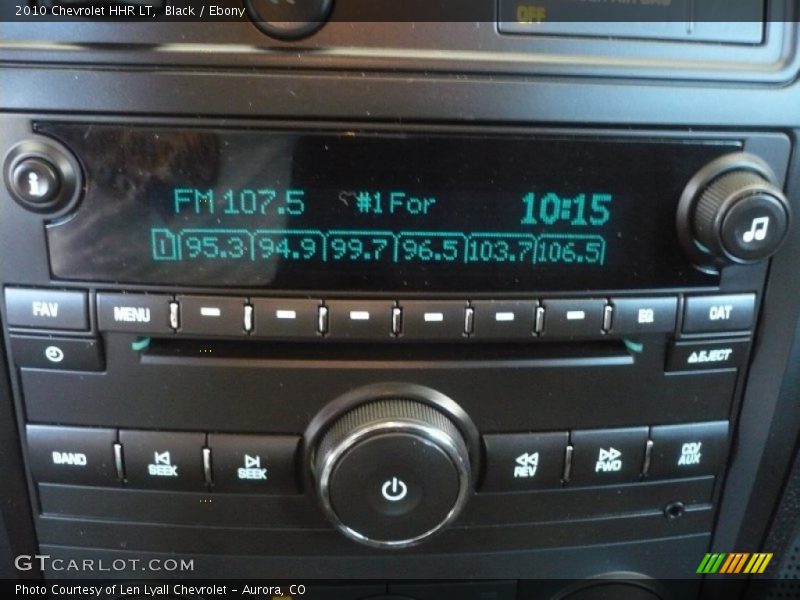 2010 Chevrolet HHR LT, Black / Ebony
OFF
FM 107.5 #1 For 10:15
1 95.3 94.9 99.7 96.5 103.7 106.5
FAV MENU EQ CAT
EJECT
BAND SEEK SEEK REV FWD CD/AUX
GTCARLOT.COM
Photo Courtesy of Len Lyall Chevrolet - Aurora, CO